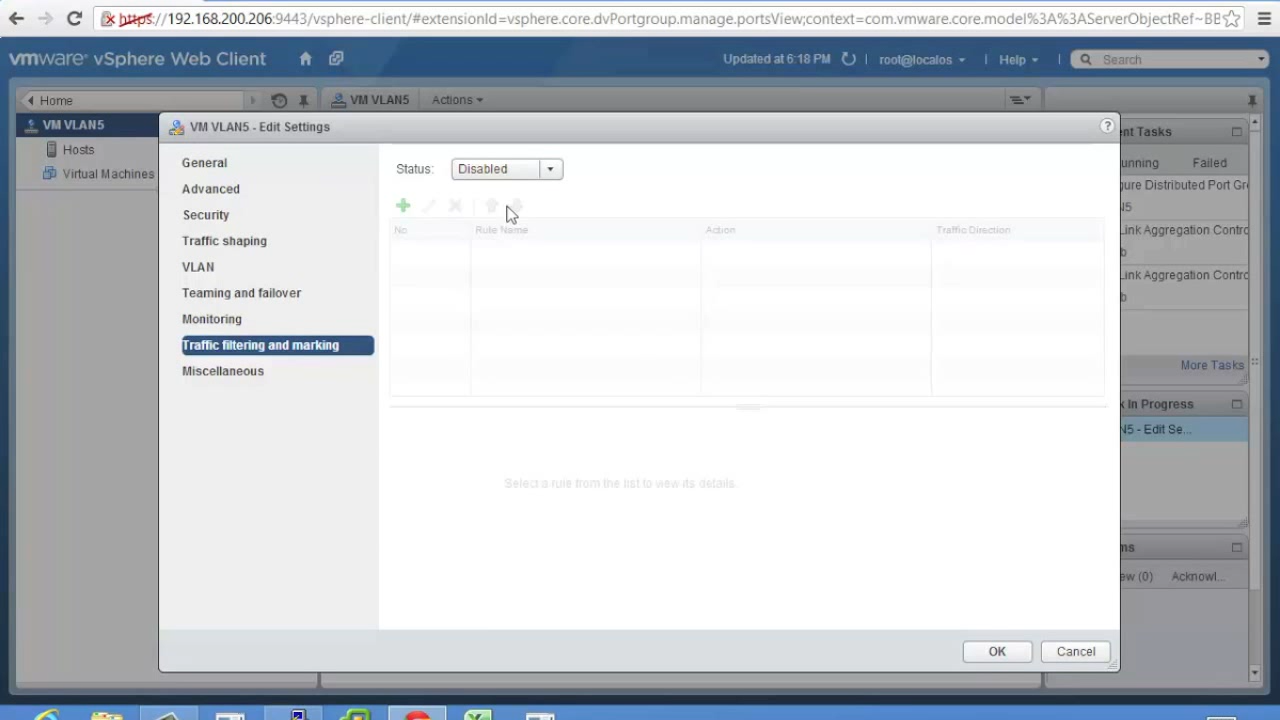 https://192.168.200.206:9443/vsphere-client/#extensionId=vsphere.core.dvPortgroup.manage.portsView;context=com.vmware.core.model%3A%3AServerObjectRef~BB
vmware® vSphere Web Client
Updated at 6:18 PM
root@localos
Help
Search
Home
VM VLAN5
Actions
VM VLAN5
Hosts
Virtual Machines
VM VLAN5 - Edit Settings
General
Advanced
Security
Traffic shaping
VLAN
Teaming and failover
Monitoring
Traffic filtering and marking
Miscellaneous
Status: Disabled
No Rule Name Action Traffic Direction
Select a rule from the list to view its details.
OK Cancel
ent Tasks
unning Failed
gure Distributed Port Gr
N5
Link Aggregation Contro
b
Link Aggregation Contro
b
More Tasks
k In Progress
N5 - Edit Se...
ms
ew (0) Acknowl...